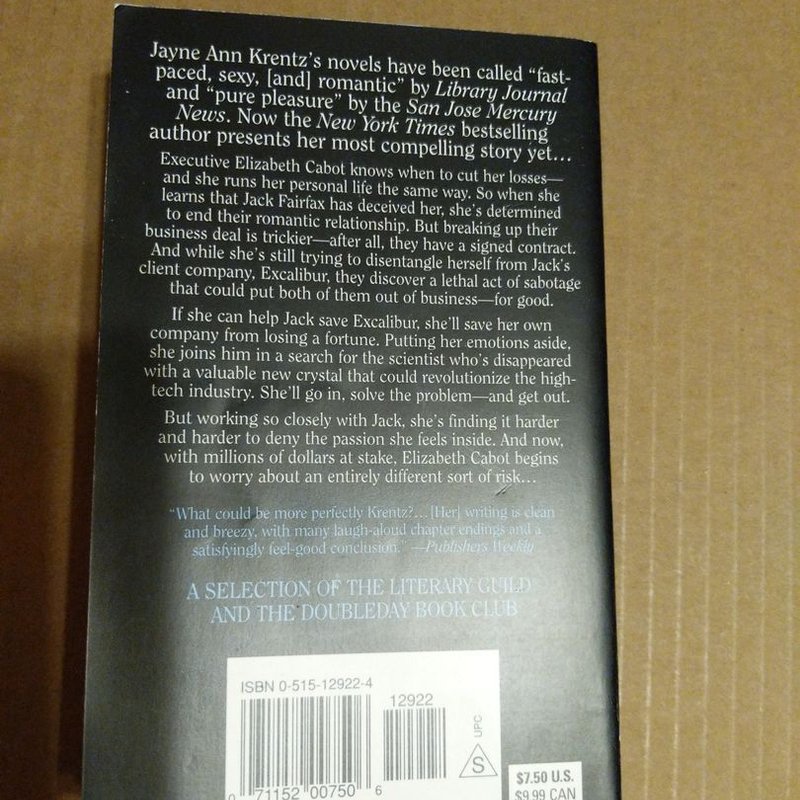 Jayne Ann Krentz's novels have been called "fast-
paced, sexy, [and] romantic" by Library Journal
and "pure pleasure" by the San Jose Mercury
News. Now the New York Times bestselling
author presents her most compelling story yet...
Executive Elizabeth Cabot knows when to cut her losses—
and she runs her personal life the same way. So when she
learns that Jack Fairfax has deceived her, she's determined
to end their romantic relationship. But breaking up their
business deal is trickier—after all, they have a signed contract.
And while she's still trying to disentangle herself from Jack's
client company, Excalibur, they discover a lethal act of sabotage
that could put both of them out of business—for good.
If she can help Jack save Excalibur, she'll save her own
company from losing a fortune. Putting her emotions aside,
she joins him in a search for the scientist who's disappeared
with a valuable new crystal that could revolutionize the high-
tech industry. She'll go in, solve the problem—and get out.
But working so closely with Jack, she's finding it harder
and harder to deny the passion she feels inside. And now,
with millions of dollars at stake, Elizabeth Cabot begins
to worry about an entirely different sort of risk...
"What could be more perfectly Krentz?...[Her] writing is clean
and breezy, with many laugh-aloud chapter endings and a
satisfyingly feel-good conclusion." —Publishers Weekly
A SELECTION OF THE LITERARY GUILD
AND THE DOUBLEDAY BOOK CLUB
ISBN 0-515-12922-4
12922
UPC
S
0 71152 00750 6
$7.50 U.S.
$9.99 CAN